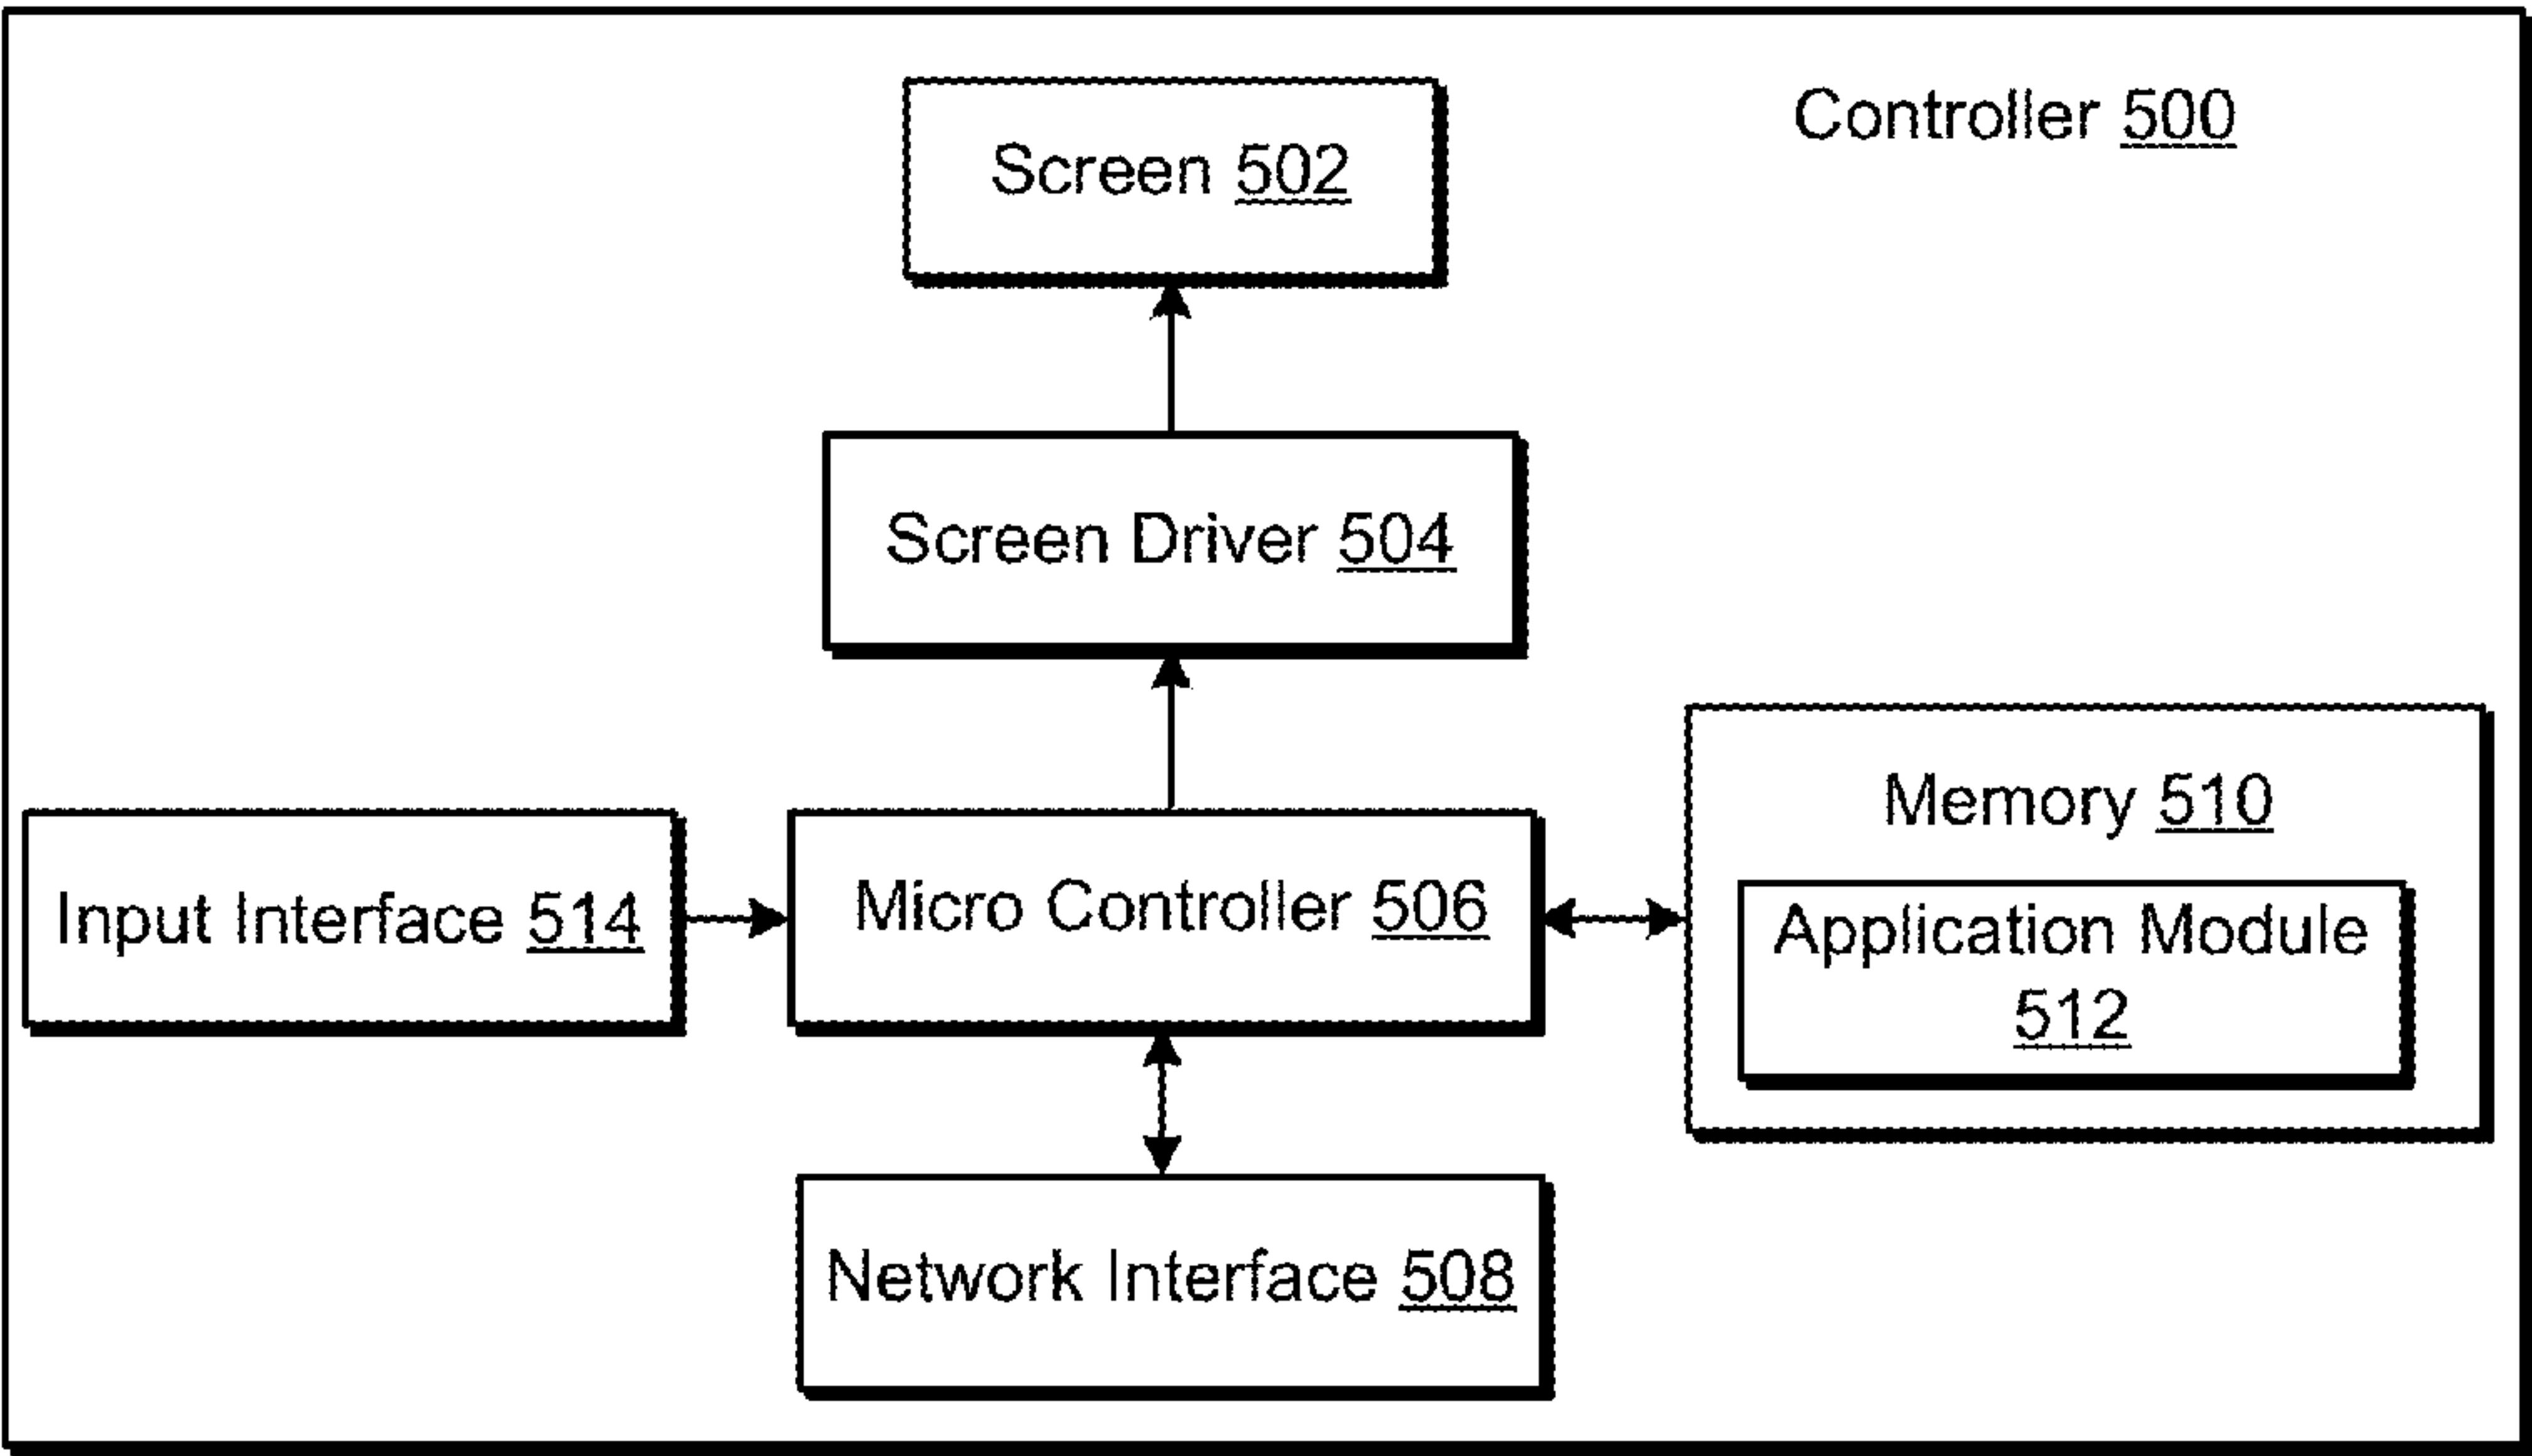 Controller 500
Screen 502
Screen Driver 504
Input Interface 514
Micro Controller 506
Memory 510
Application Module
512
Network Interface 508